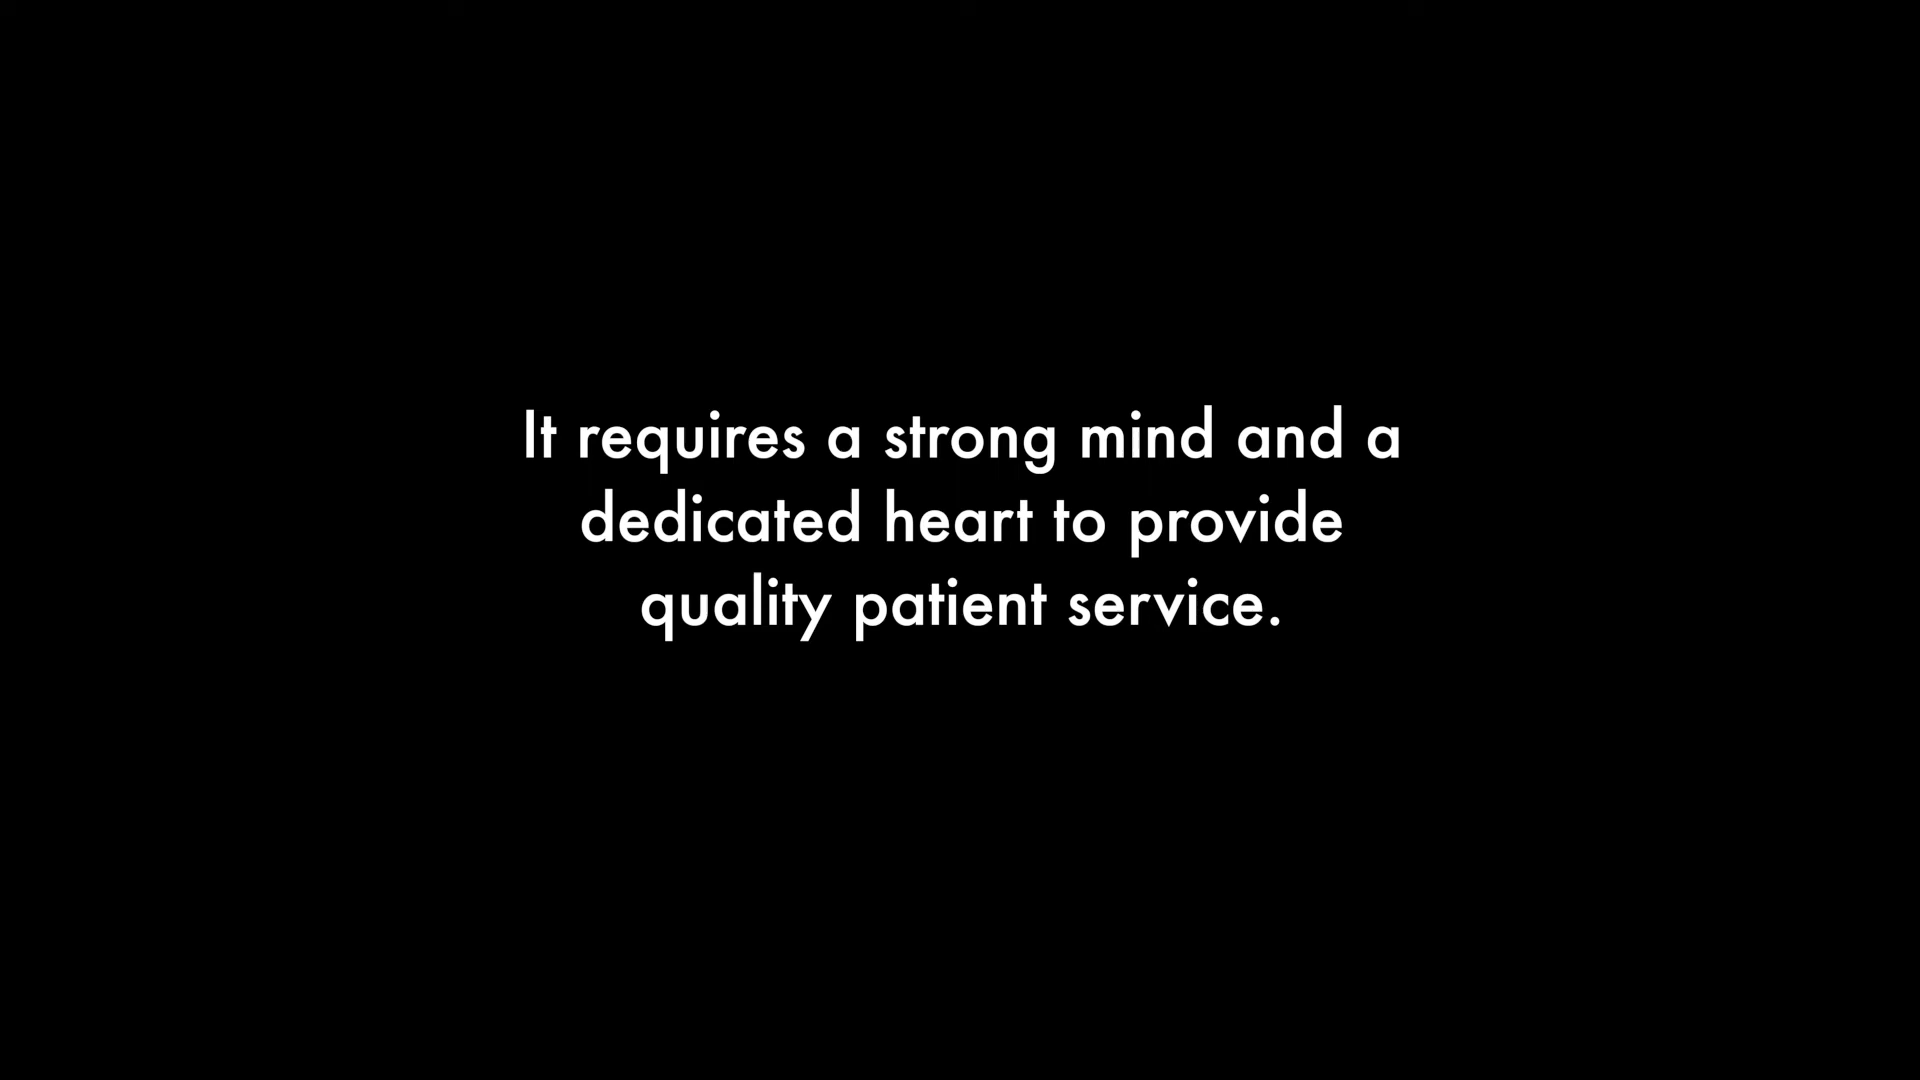 It requires a strong mind and a
dedicated heart to provide
quality patient service.